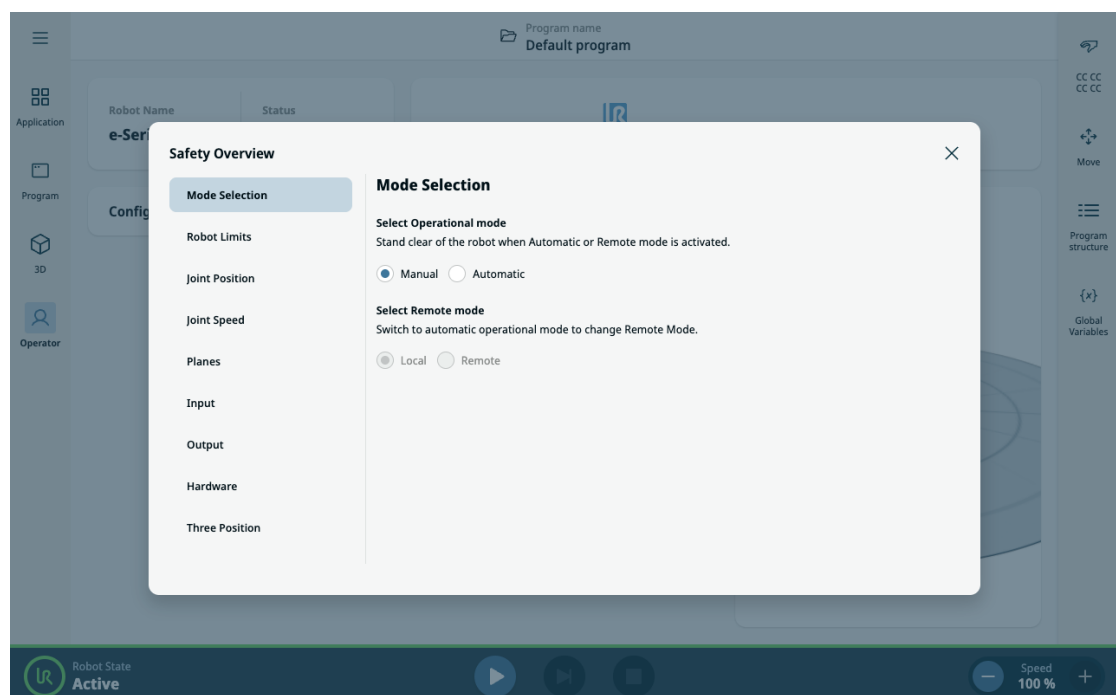 Program name
Default program
Application
Program
3D
Operator
Robot Name
Status
e-Seri
Config
Safety Overview
Mode Selection
Robot Limits
Joint Position
Joint Speed
Planes
Input
Output
Hardware
Three Position
Mode Selection
Select Operational mode
Stand clear of the robot when Automatic or Remote mode is activated.
Manual
Automatic
Select Remote mode
Switch to automatic operational mode to change Remote Mode.
Local
Remote
CC CC
CC CC
Move
Program
structure
{x}
Global
Variables
Robot State
Active
Speed
100 %